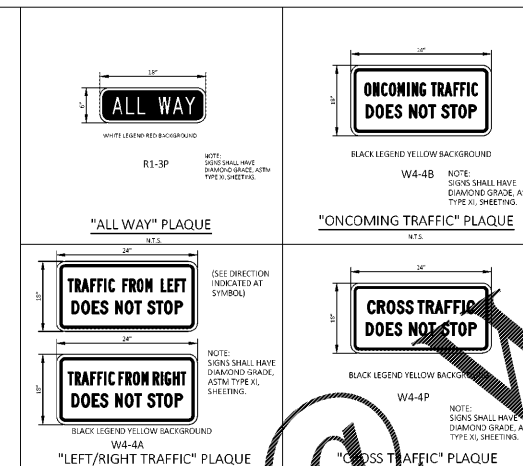 18"
6"
ALL WAY
WHITE LEGEND RED BACKGROUND
R1-3P
NOTE:
SIGNS SHALL HAVE
DIAMOND GRADE, ASTM
TYPE XI, SHEETING.
"ALL WAY" PLAQUE
N.T.S.
24"
18"
ONCOMING TRAFFIC
DOES NOT STOP
BLACK LEGEND YELLOW BACKGROUND
W4-4B
NOTE:
SIGNS SHALL HAVE
DIAMOND GRADE,
TYPE XI, SHEETING.
"ONCOMING TRAFFIC" PLAQUE
N.T.S.
24"
18"
TRAFFIC FROM LEFT
DOES NOT STOP
(SEE DIRECTION
INDICATED AT
SYMBOL)
24"
18"
TRAFFIC FROM RIGHT
DOES NOT STOP
NOTE:
SIGNS SHALL HAVE
DIAMOND GRADE,
ASTM TYPE XI,
SHEETING.
BLACK LEGEND YELLOW BACKGROUND
W4-4A
"LEFT/RIGHT TRAFFIC" PLAQUE
24"
18"
CROSS TRAFFIC
DOES NOT STOP
BLACK LEGEND YELLOW
W4-4P
NOTE:
SIGNS SHALL HAVE
DIAMOND GRADE,
TYPE XI, SHEETING.
"CROSS TRAFFIC" PLAQUE